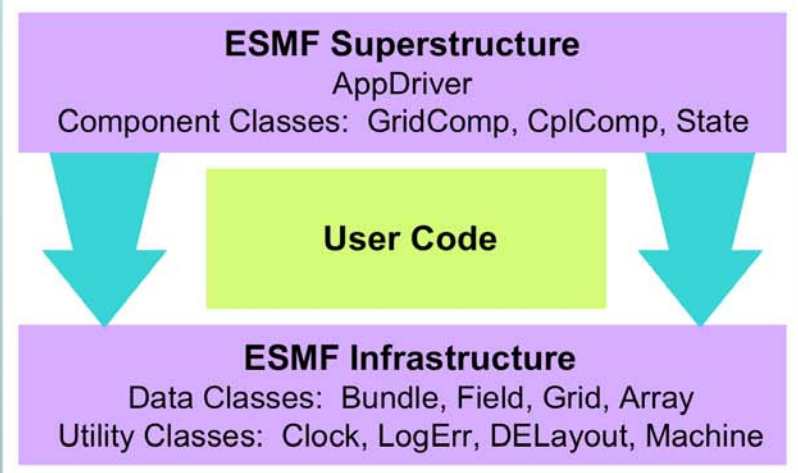 ESMF Superstructure
AppDriver
Component Classes: GridComp, CplComp, State
User Code
ESMF Infrastructure
Data Classes: Bundle, Field, Grid, Array
Utility Classes: Clock, LogErr, DELayout, Machine